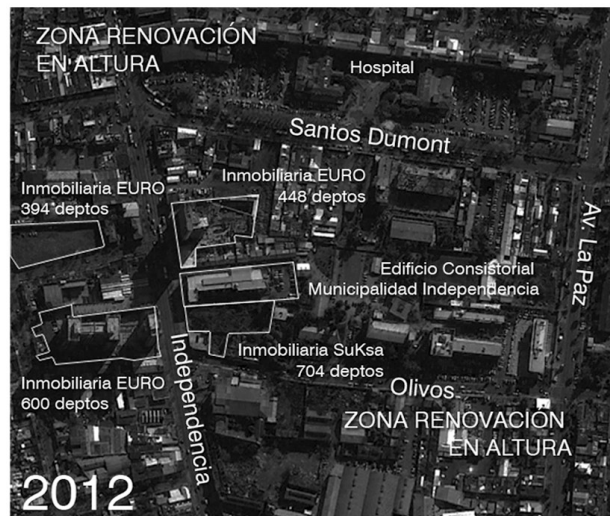 ZONA RENOVACIÓN
EN ALTURA
Hospital
Santos Dumont
Inmobiliaria EURO
394 deptos
Inmobiliaria EURO
448 deptos
Av. La Paz
Edificio Consistorial
Municipalidad Independencia
Independencia
Inmobiliaria SuKsa
704 deptos
Inmobiliaria EURO
600 deptos
Olivos
ZONA RENOVACIÓN
EN ALTURA
2012